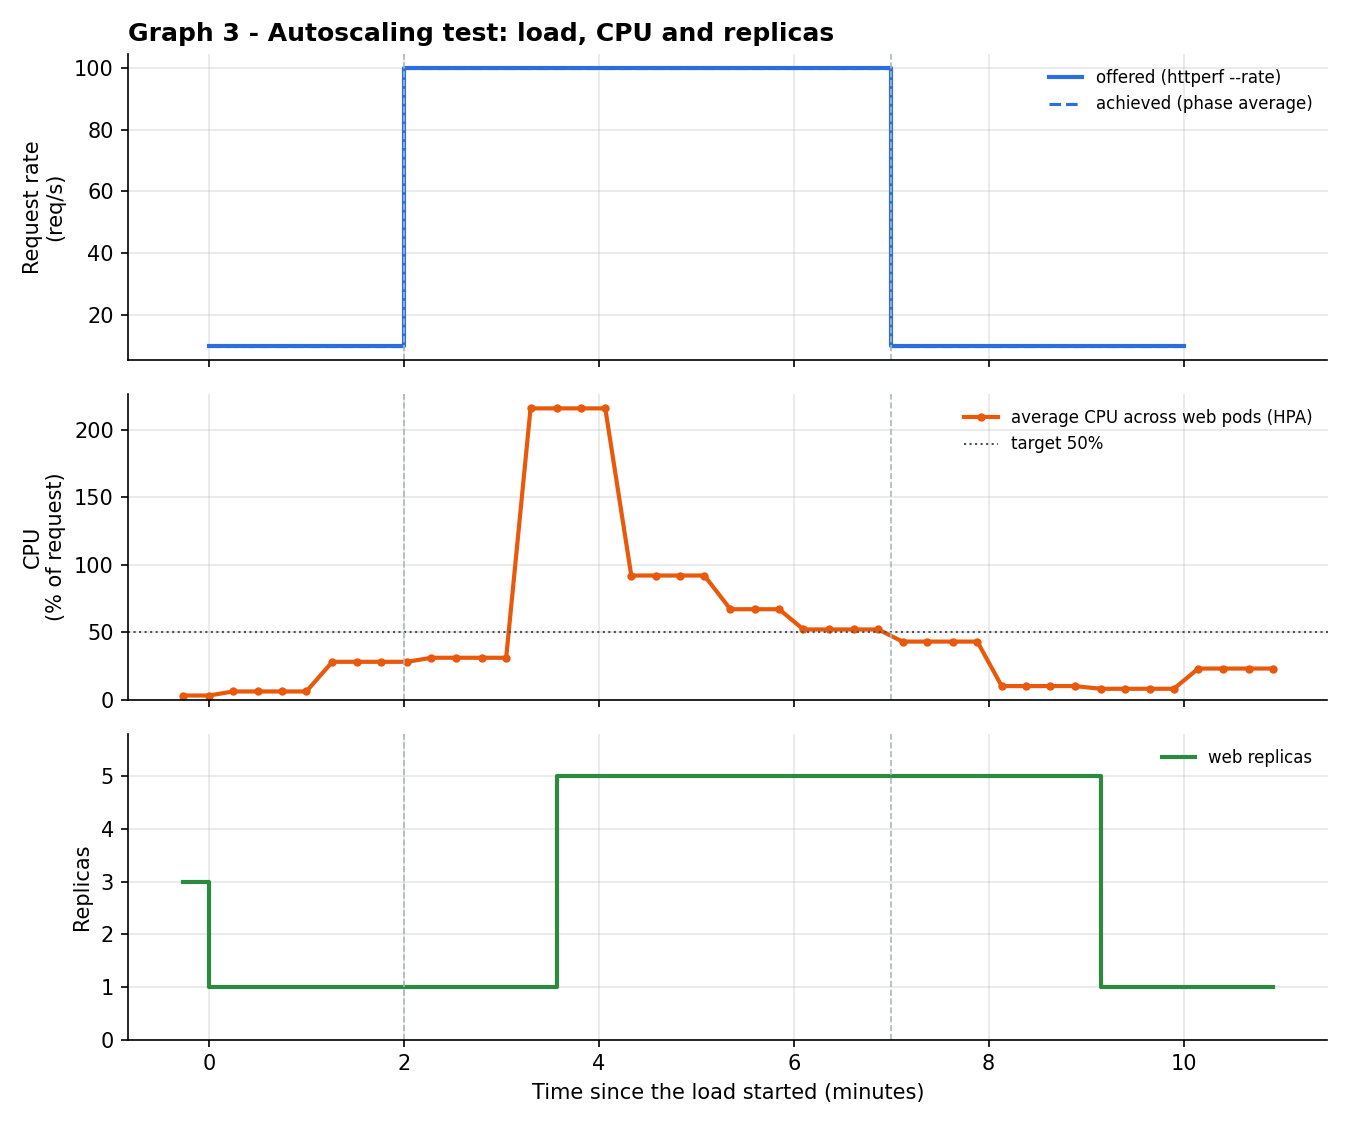 Graph 3 - Autoscaling test: load, CPU and replicas
Request rate
(req/s)
100
80
60
40
20
offered (httperf --rate)
achieved (phase average)
CPU
(% of request)
200
150
100
50
0
average CPU across web pods (HPA)
target 50%
Replicas
5
4
3
2
1
0
web replicas
0 2 4 6 8 10
Time since the load started (minutes)